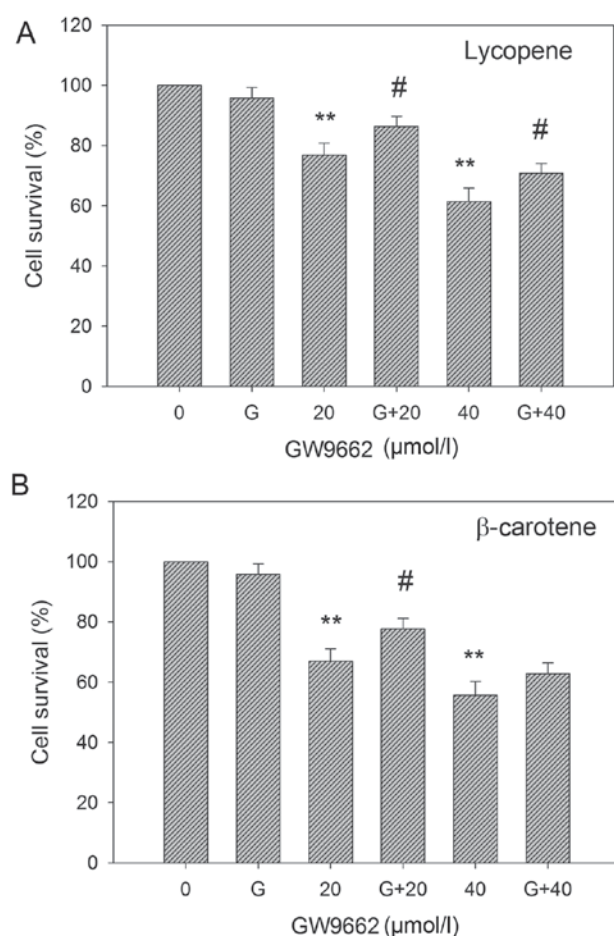 A
Lycopene
Cell survival (%)
120
100
80
60
40
20
0
**
#
**
#
0 G 20 G+20 40 G+40
GW9662 (μmol/l)
B
β-carotene
Cell survival (%)
120
100
80
60
40
20
0
**
#
**
0 G 20 G+20 40 G+40
GW9662 (μmol/l)